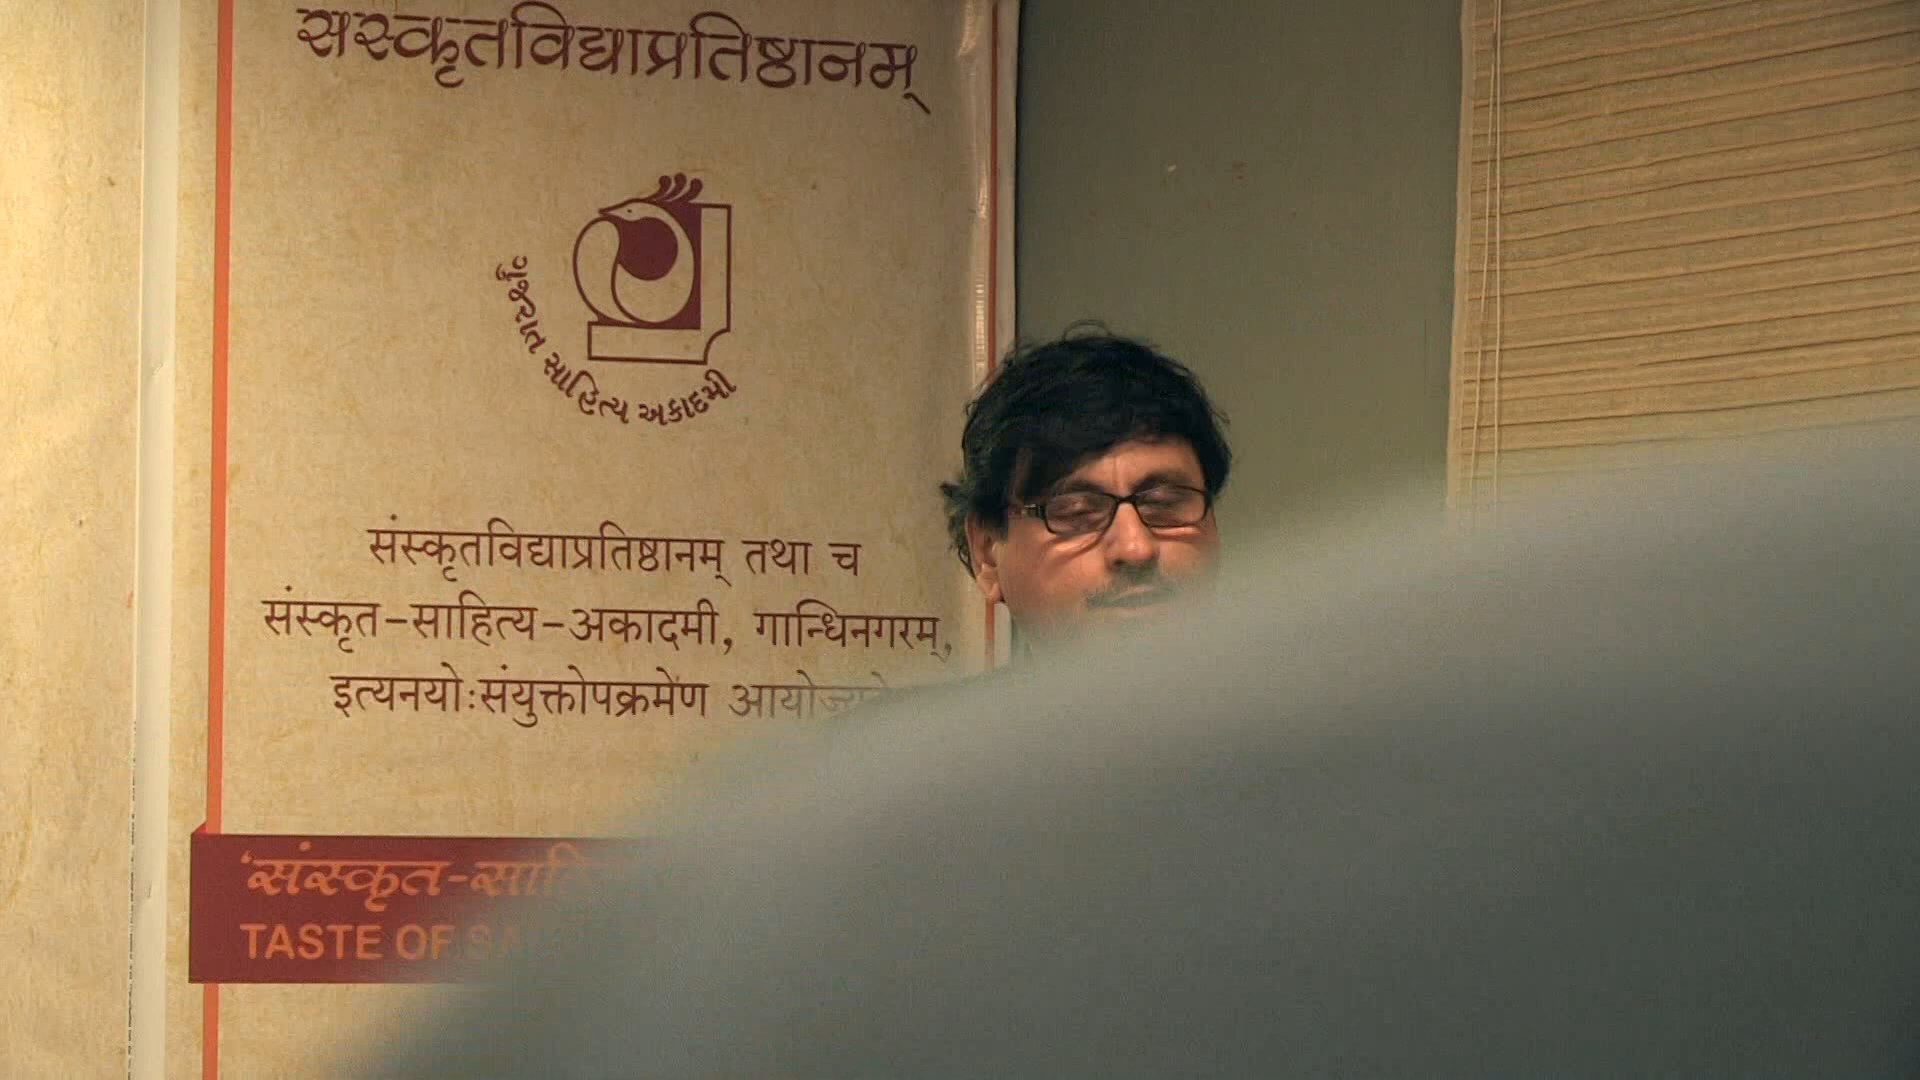 संस्कृतविद्याप्रतिष्ठानम्
ગુજરાત સાહિત્ય અકાદમી
संस्कृतविद्याप्रतिष्ठानम् तथा च
संस्कृत-साहित्य-अकादमी, गान्धिनगरम्,
इत्यनयोःसंयुक्तोपक्रमेण
'संस्कृत-
TASTE OF